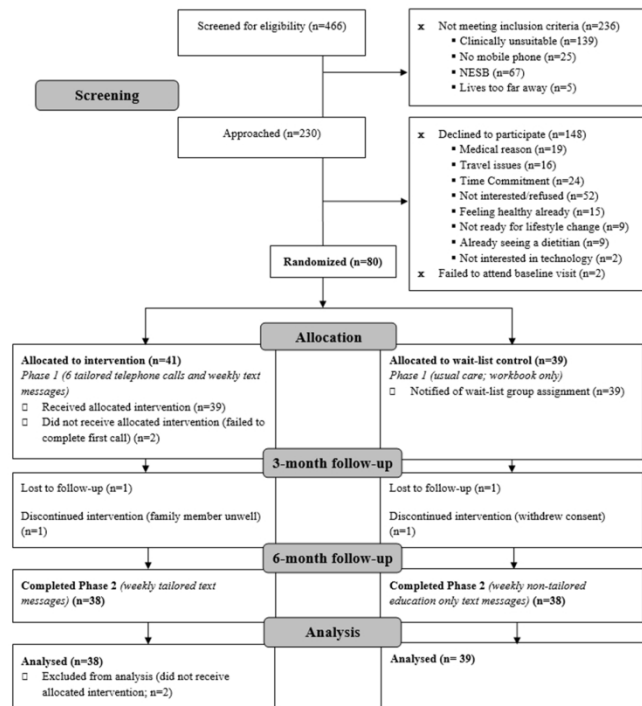 Screened for eligibility (n=466)
x Not meeting inclusion criteria (n=236)
▪ Clinically unsuitable (n=139)
▪ No mobile phone (n=25)
▪ NESB (n=67)
▪ Lives too far away (n=5)
Screening
Approached (n=230)
x Declined to participate (n=148)
▪ Medical reason (n=19)
▪ Travel issues (n=16)
▪ Time Commitment (n=24)
▪ Not interested/refused (n=52)
▪ Feeling healthy already (n=15)
▪ Not ready for lifestyle change (n=9)
▪ Already seeing a dietitian (n=9)
▪ Not interested in technology (n=2)
x Failed to attend baseline visit (n=2)
Randomized (n=80)
Allocation
Allocated to intervention (n=41)
Phase 1 (6 tailored telephone calls and weekly text
messages)
□ Received allocated intervention (n=39)
□ Did not receive allocated intervention (failed to
complete first call) (n=2)
Allocated to wait-list control (n=39)
Phase 1 (usual care; workbook only)
□ Notified of wait-list group assignment (n=39)
3-month follow-up
Lost to follow-up (n=1)
Discontinued intervention (family member unwell)
(n=1)
Lost to follow-up (n=1)
Discontinued intervention (withdrew consent)
(n=1)
6-month follow-up
Completed Phase 2 (weekly tailored text
messages) (n=38)
Completed Phase 2 (weekly non-tailored
education only text messages) (n=38)
Analysis
Analysed (n=38)
□ Excluded from analysis (did not receive
allocated intervention; n=2)
Analysed (n= 39)